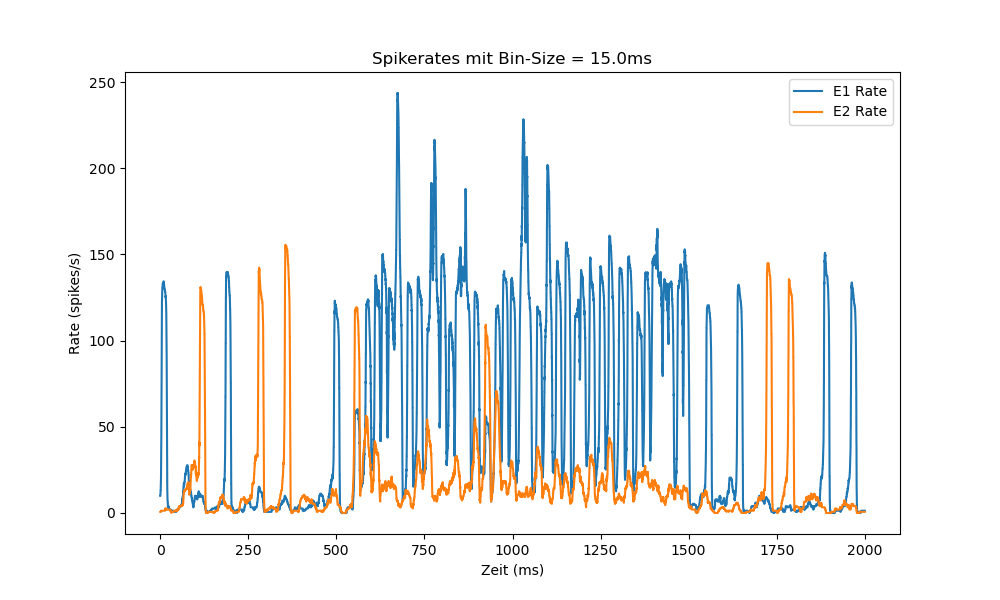 Spikerates mit Bin-Size = 15.0ms
E1 Rate
E2 Rate
Rate (spikes/s)
250
200
150
100
50
0
0 250 500 750 1000 1250 1500 1750 2000
Zeit (ms)